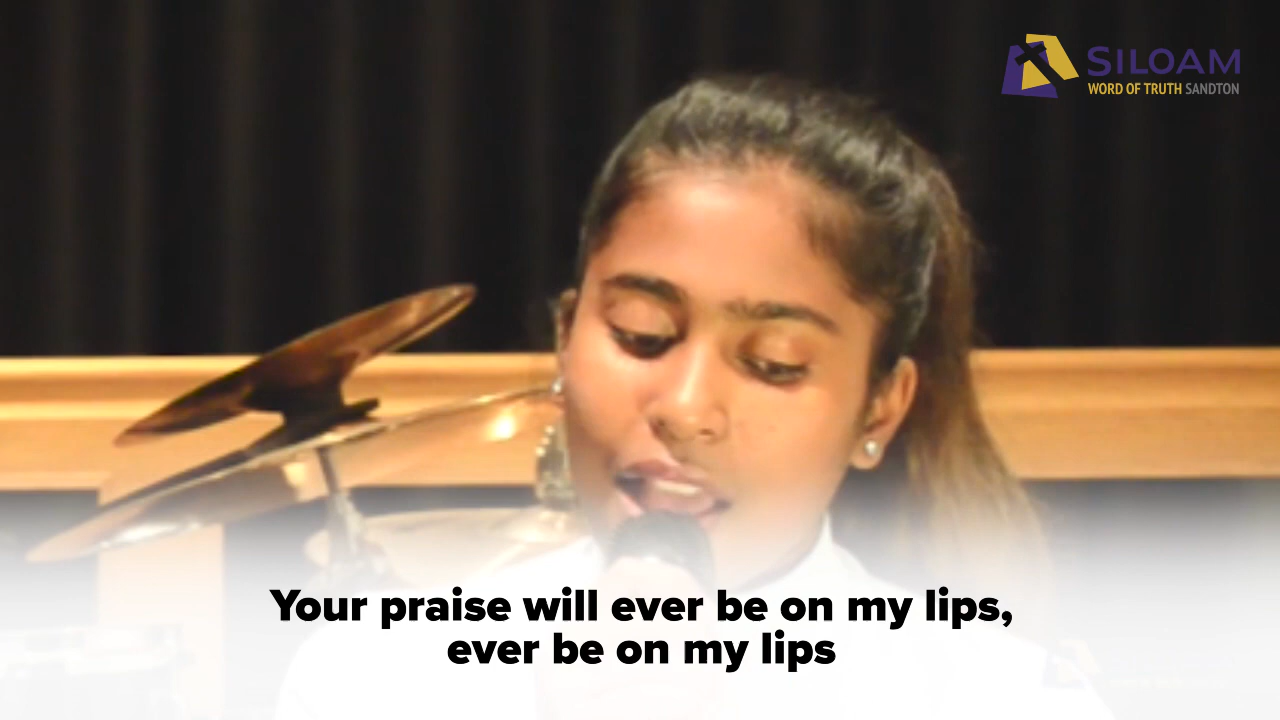 SILOAM
WORD OF TRUTH SANDTON
Your praise will ever be on my lips,
ever be on my lips